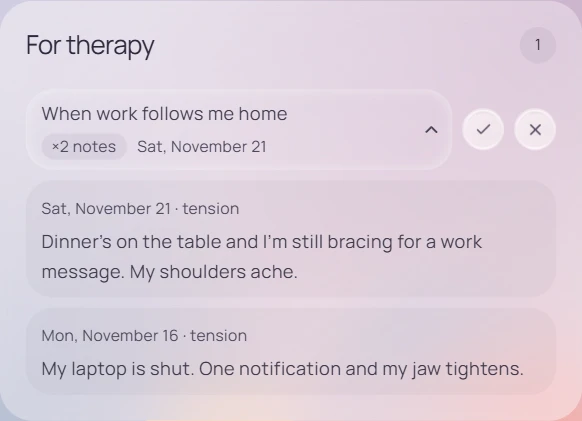 For therapy
1
When work follows me home
×2 notes Sat, November 21
Sat, November 21 · tension
Dinner's on the table and I'm still bracing for a work
message. My shoulders ache.
Mon, November 16 · tension
My laptop is shut. One notification and my jaw tightens.